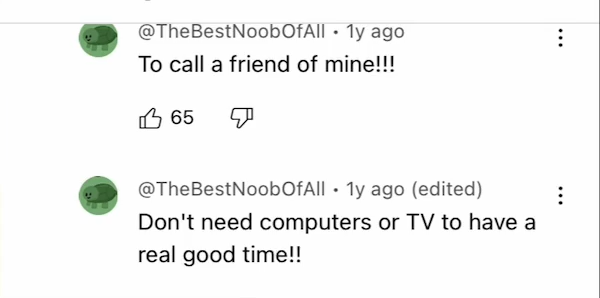 @TheBestNoobOfAll • 1y ago
To call a friend of mine!!!
65
@TheBestNoobOfAll • 1y ago (edited)
Don't need computers or TV to have a
real good time!!